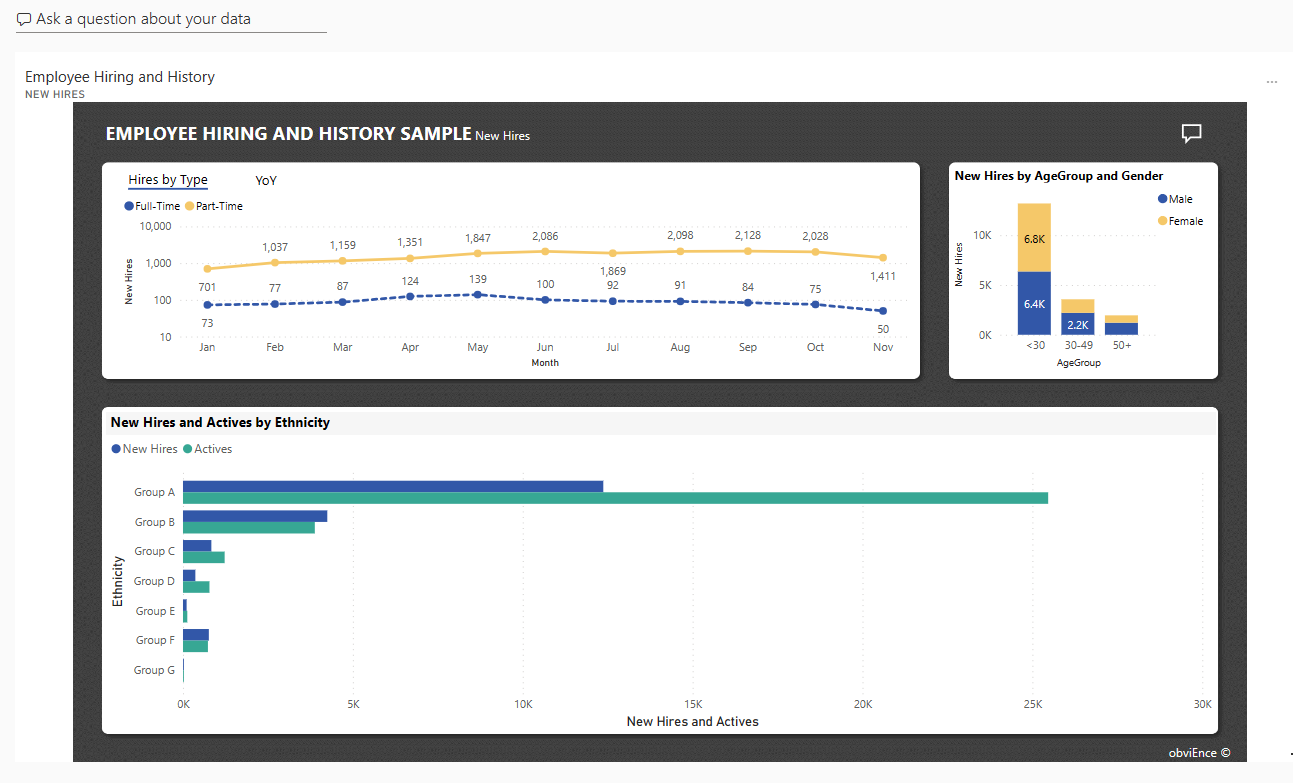 Ask a question about your data
Employee Hiring and History
...
NEW HIRES
EMPLOYEE HIRING AND HISTORY SAMPLE New Hires
Hires by Type YoY
Full-Time Part-Time
New Hires
10,000
1,000
100
10
701 1,037 1,159 1,351 1,847 2,086 1,869 2,098 2,128 2,028 1,411
73 77 87 124 139 100 92 91 84 75 50
Jan Feb Mar Apr May Jun Jul Aug Sep Oct Nov
Month
New Hires by AgeGroup and Gender
Male
Female
New Hires
10K
5K
0K
6.8K
6.4K
2.2K
<30 30-49 50+
AgeGroup
New Hires and Actives by Ethnicity
New Hires Actives
Ethnicity
Group A
Group B
Group C
Group D
Group E
Group F
Group G
0K 5K 10K 15K 20K 25K 30K
New Hires and Actives
obviEnce ©